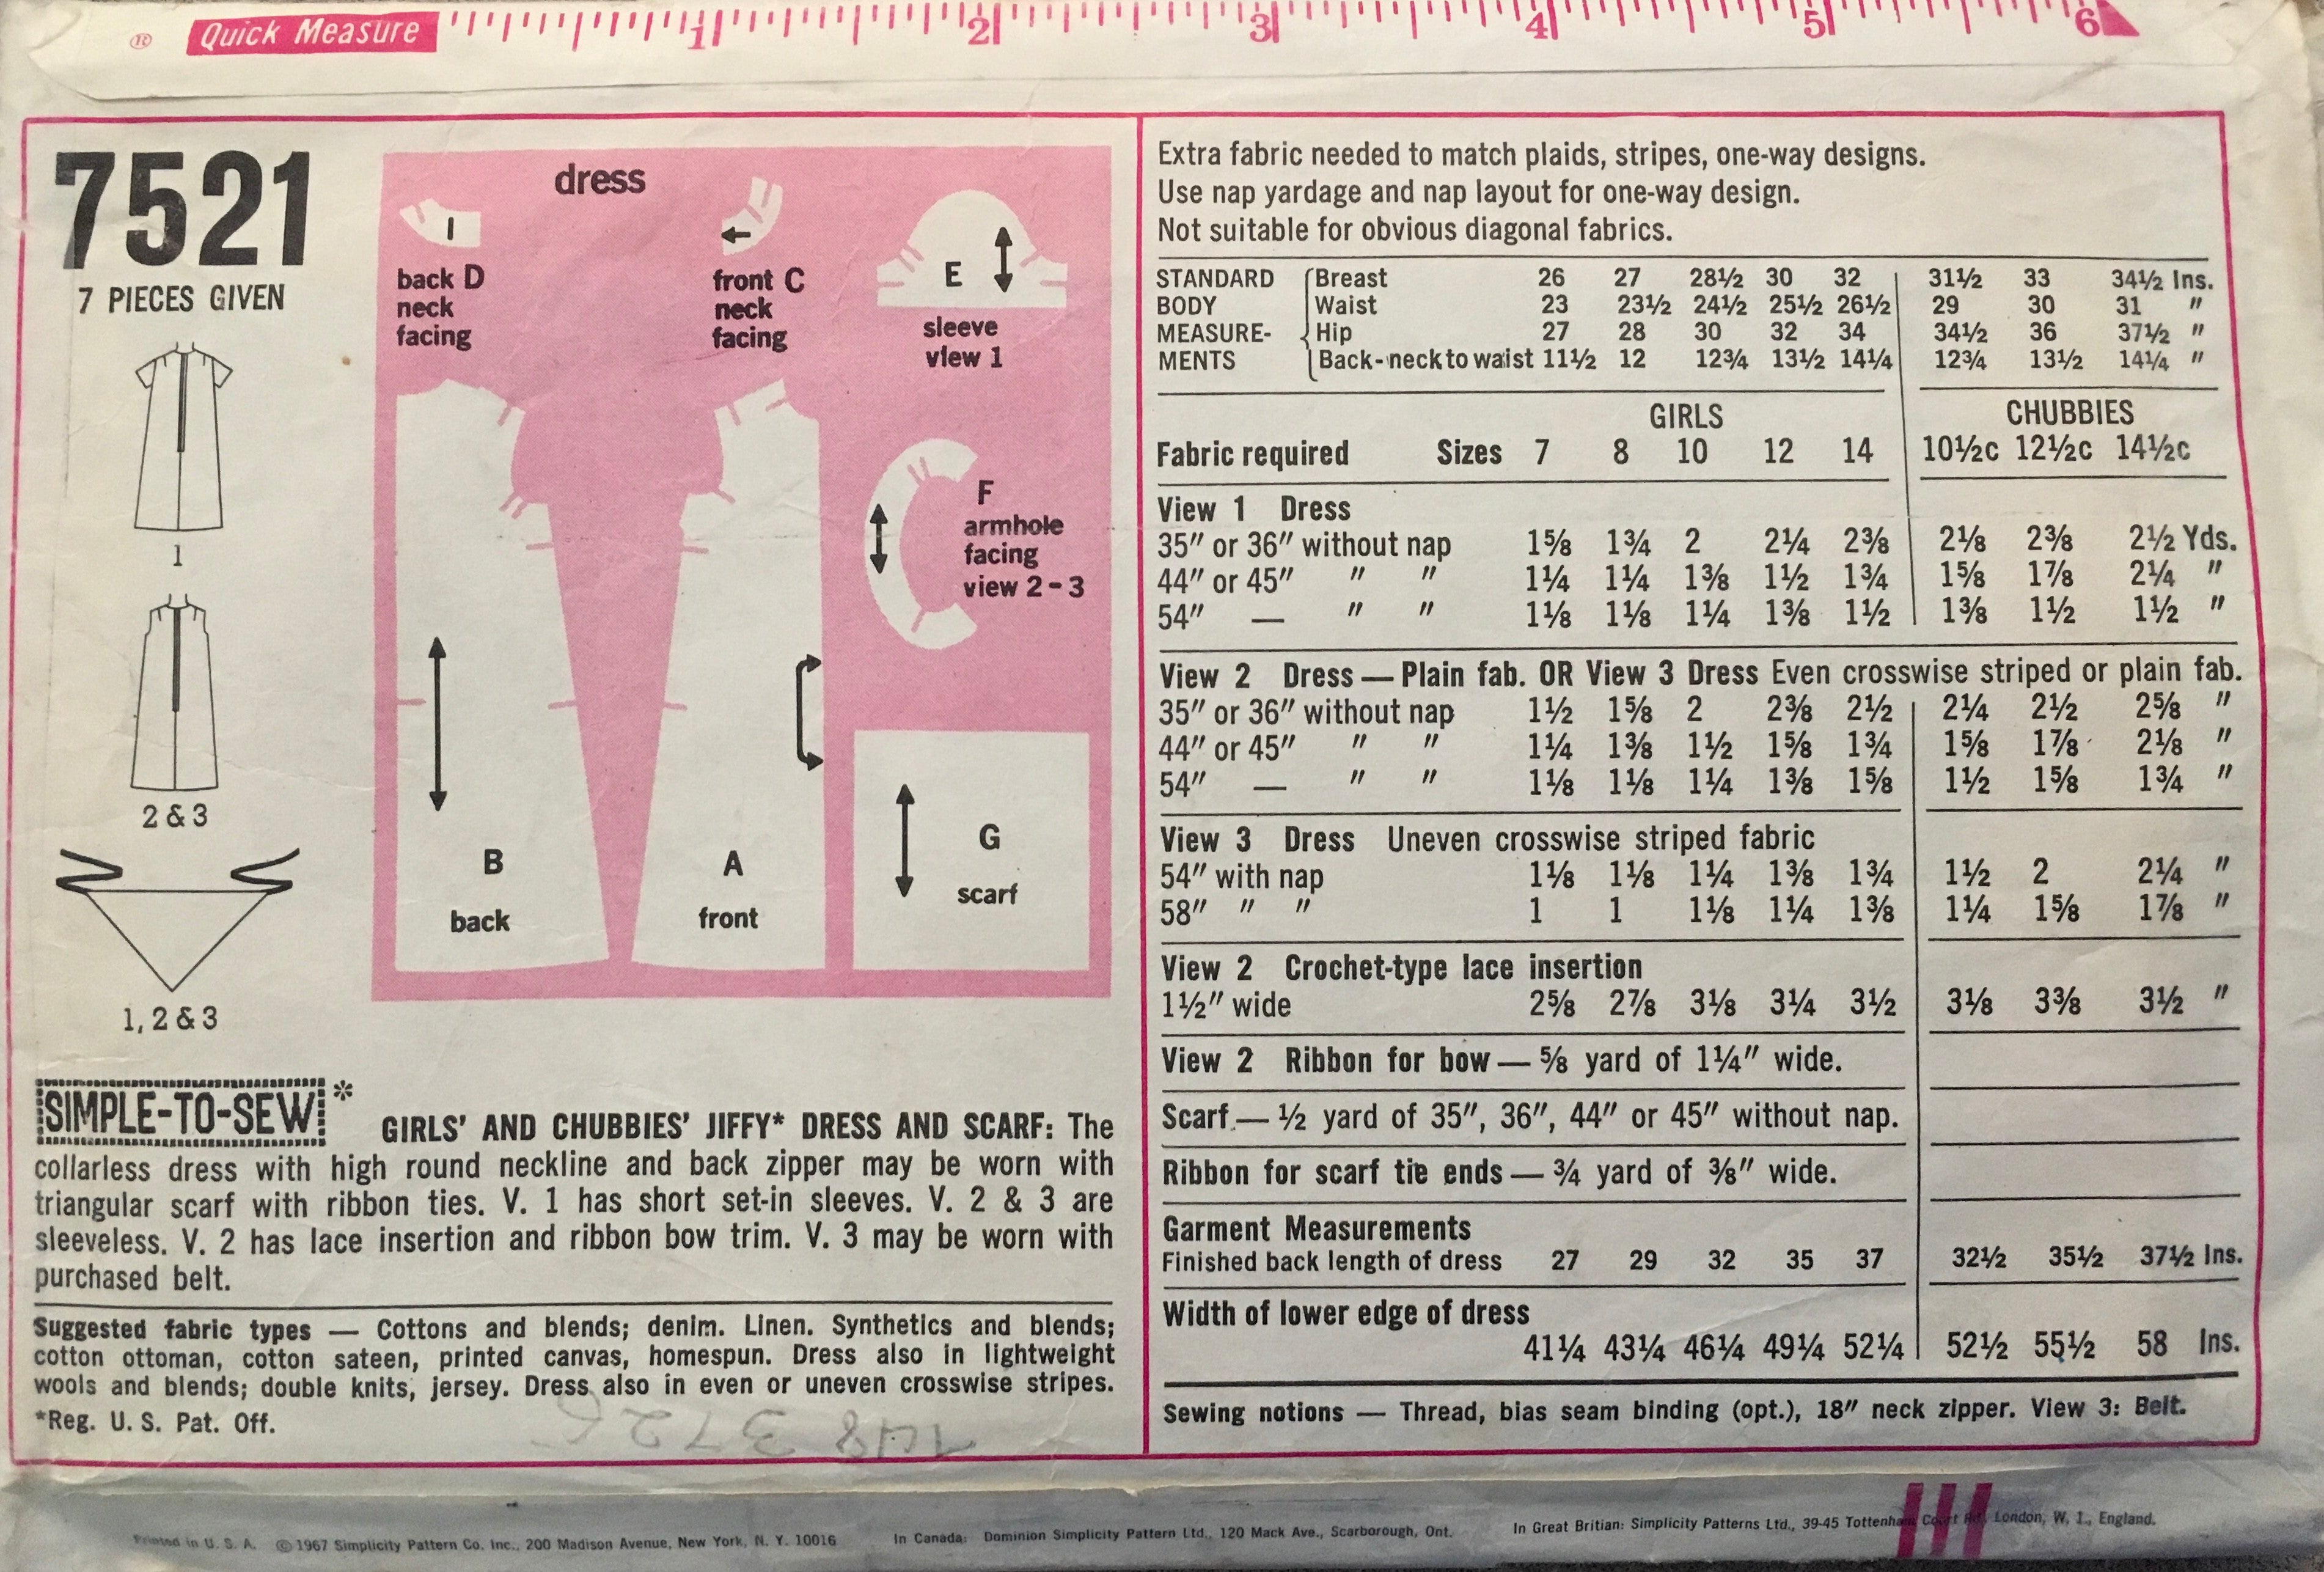 ® Quick Measure 1 2 3 4 5 6
7521
7 PIECES GIVEN
1
2 & 3
1, 2 & 3
dress
I
back D
neck
facing
front C
neck
facing
E
sleeve
view 1
F
armhole
facing
view 2-3
B
back
A
front
G
scarf
SIMPLE-TO-SEW*
GIRLS' AND CHUBBIES' JIFFY* DRESS AND SCARF: The
collarless dress with high round neckline and back zipper may be worn with
triangular scarf with ribbon ties. V. 1 has short set-in sleeves. V. 2 & 3 are
sleeveless. V. 2 has lace insertion and ribbon bow trim. V. 3 may be worn with
purchased belt.
Suggested fabric types — Cottons and blends; denim. Linen. Synthetics and blends;
cotton ottoman, cotton sateen, printed canvas, homespun. Dress also in lightweight
wools and blends; double knits, jersey. Dress also in even or uneven crosswise stripes.
*Reg. U. S. Pat. Off.
Extra fabric needed to match plaids, stripes, one-way designs.
Use nap yardage and nap layout for one-way design.
Not suitable for obvious diagonal fabrics.
STANDARD Breast 26 27 28½ 30 32 31½ 33 34½ Ins.
BODY Waist 23 23½ 24½ 25½ 26½ 29 30 31 "
MEASURE- Hip 27 28 30 32 34 34½ 36 37½ "
MENTS Back-neck to waist 11½ 12 12¾ 13½ 14¼ 12¾ 13½ 14¼ "
GIRLS CHUBBIES
Fabric required Sizes 7 8 10 12 14 10½c 12½c 14½c
View 1 Dress
35" or 36" without nap 1⅝ 1¾ 2 2¼ 2⅜ 2⅛ 2⅜ 2½ Yds.
44" or 45" " " 1¼ 1¼ 1⅜ 1½ 1¾ 1⅝ 1⅞ 2¼ "
54" — " " 1⅛ 1⅛ 1¼ 1⅜ 1½ 1⅜ 1½ 1½ "
View 2 Dress — Plain fab. OR View 3 Dress Even crosswise striped or plain fab.
35" or 36" without nap 1½ 1⅝ 2 2⅜ 2½ 2¼ 2½ 2⅝ "
44" or 45" " " 1¼ 1⅜ 1½ 1⅝ 1¾ 1⅝ 1⅞ 2⅛ "
54" — " " 1⅛ 1⅛ 1¼ 1⅜ 1⅝ 1½ 1⅝ 1¾ "
View 3 Dress Uneven crosswise striped fabric
54" with nap 1⅛ 1⅛ 1¼ 1⅜ 1¾ 1½ 2 2¼ "
58" " " 1 1 1⅛ 1¼ 1⅜ 1¼ 1⅝ 1⅞ "
View 2 Crochet-type lace insertion
1½" wide 2⅝ 2⅞ 3⅛ 3¼ 3½ 3⅛ 3⅜ 3½ "
View 2 Ribbon for bow — ⅝ yard of 1¼" wide.
Scarf — ½ yard of 35", 36", 44" or 45" without nap.
Ribbon for scarf tie ends — ¾ yard of ⅜" wide.
Garment Measurements
Finished back length of dress 27 29 32 35 37 32½ 35½ 37½ Ins.
Width of lower edge of dress
41¼ 43¼ 46¼ 49¼ 52¼ 52½ 55½ 58 Ins.
Sewing notions — Thread, bias seam binding (opt.), 18" neck zipper. View 3: Belt.
Printed in U. S. A. © 1967 Simplicity Pattern Co. Inc., 200 Madison Avenue, New York, N. Y. 10016 In Canada: Dominion Simplicity Pattern Ltd., 120 Mack Ave., Scarborough, Ont. In Great Britian: Simplicity Patterns Ltd., 39-45 Tottenham Court Rd., London, W. 1., England.